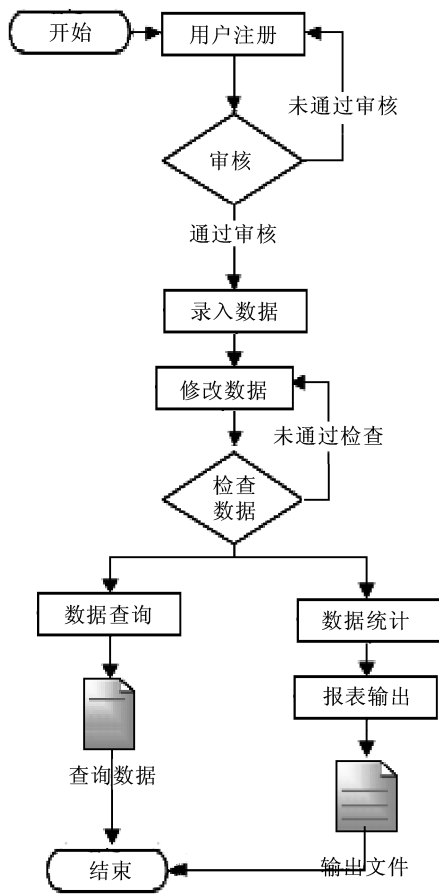 开始
用户注册
未通过审核
审核
通过审核
录入数据
修改数据
未通过检查
检查
数据
数据查询
数据统计
报表输出
查询数据
输出文件
结束